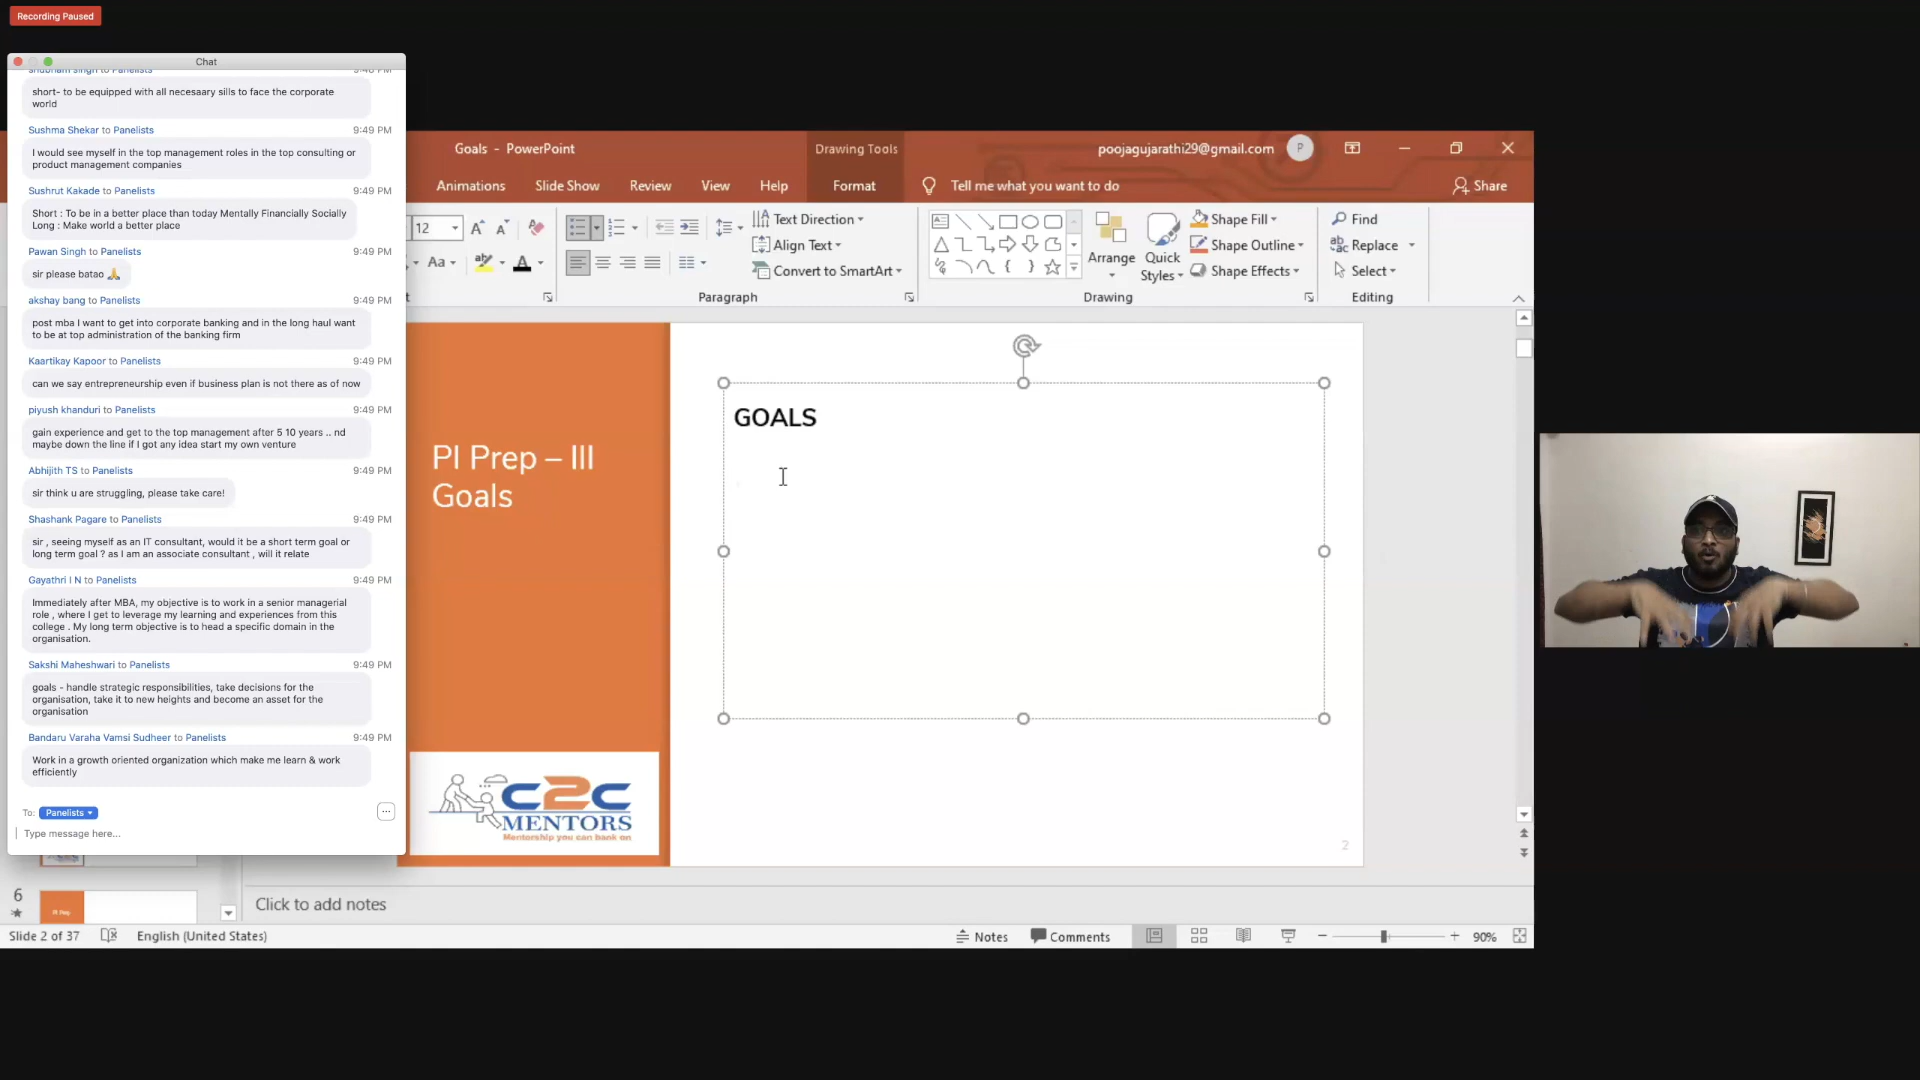 Recording Paused
Chat
shubham singh to Panelists 9:48 PM
short- to be equipped with all necesaary sills to face the corporate
world
Sushma Shekar to Panelists 9:49 PM
I would see myself in the top management roles in the top consulting or
product management companies
Sushrut Kakade to Panelists 9:49 PM
Short : To be in a better place than today Mentally Financially Socially
Long : Make world a better place
Pawan Singh to Panelists 9:49 PM
sir please batao 🙏
akshay bang to Panelists 9:49 PM
post mba I want to get into corporate banking and in the long haul want
to be at top administration of the banking firm
Kaartikay Kapoor to Panelists 9:49 PM
can we say entrepreneurship even if business plan is not there as of now
piyush khanduri to Panelists 9:49 PM
gain experience and get to the top management after 5 10 years .. nd
maybe down the line if I got any idea start my own venture
Abhijith TS to Panelists 9:49 PM
sir think u are struggling, please take care!
Shashank Pagare to Panelists 9:49 PM
sir , seeing myself as an IT consultant, would it be a short term goal or
long term goal ? as I am an associate consultant , will it relate
Gayathri I N to Panelists 9:49 PM
Immediately after MBA, my objective is to work in a senior managerial
role , where I get to leverage my learning and experiences from this
college . My long term objective is to head a specific domain in the
organisation.
Sakshi Maheshwari to Panelists 9:49 PM
goals - handle strategic responsibilities, take decisions for the
organisation, take it to new heights and become an asset for the
organisation
Bandaru Varaha Vamsi Sudheer to Panelists 9:49 PM
Work in a growth oriented organization which make me learn & work
efficiently
To: Panelists
Type message here...
Goals - PowerPoint
Drawing Tools
poojagujarathi29@gmail.com
P
Animations Slide Show Review View Help Format Tell me what you want to do Share
12
Aa
A
Text Direction
Align Text
Convert to SmartArt
Paragraph
Arrange
Quick
Styles
Shape Fill
Shape Outline
Shape Effects
Drawing
Find
Replace
Select
Editing
PI Prep – III
Goals
GOALS
C2C
MENTORS
Mentorship you can bank on
2
6
PI Prep
Click to add notes
Slide 2 of 37
English (United States)
Notes
Comments
90%